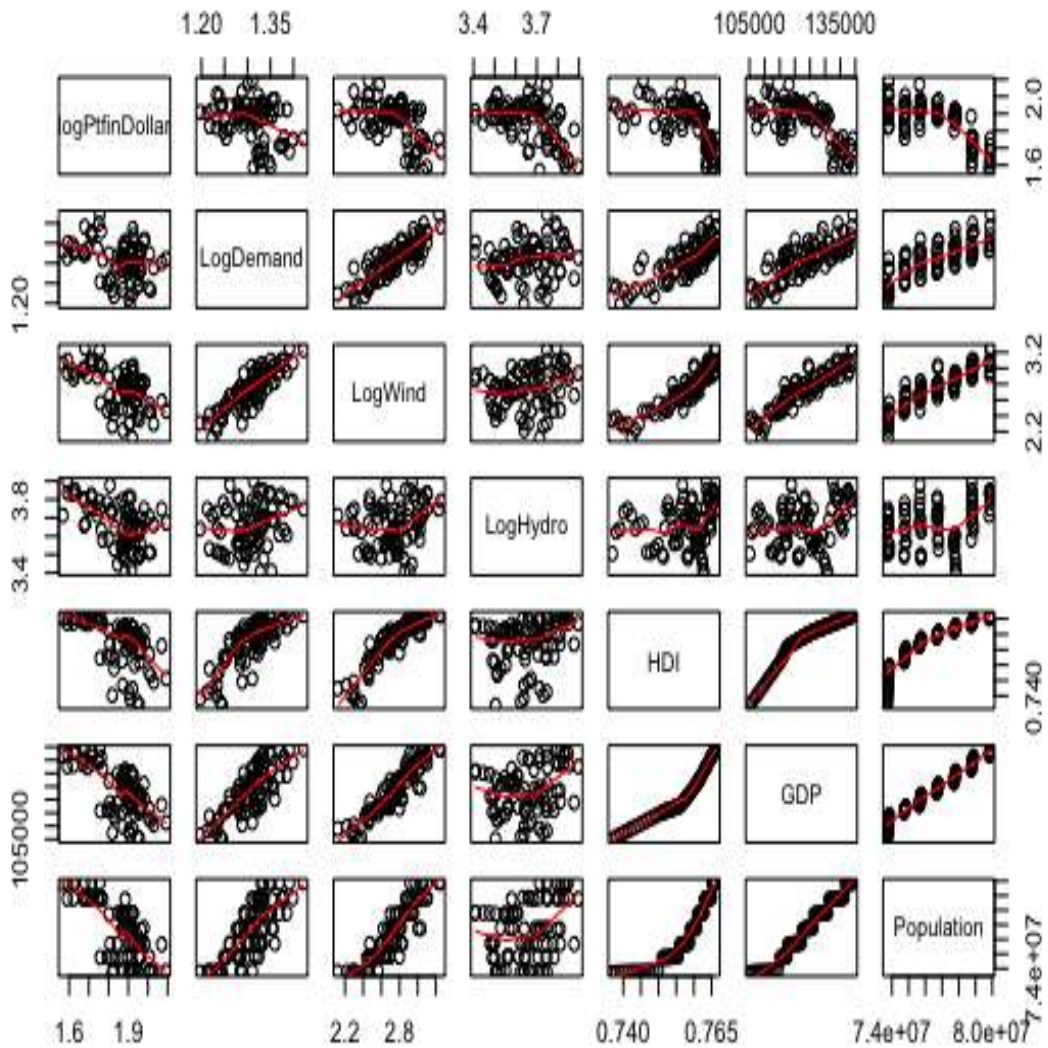 1.20 1.35 3.4 3.7 105000 135000
logPtfinDollar
1.6 2.0
LogDemand
1.20
LogWind
2.2 3.2
LogHydro
3.4 3.8
HDI
0.740
GDP
105000
Population
7.4e+07
1.6 1.9 2.2 2.8 0.740 0.765 7.4e+07 8.0e+07